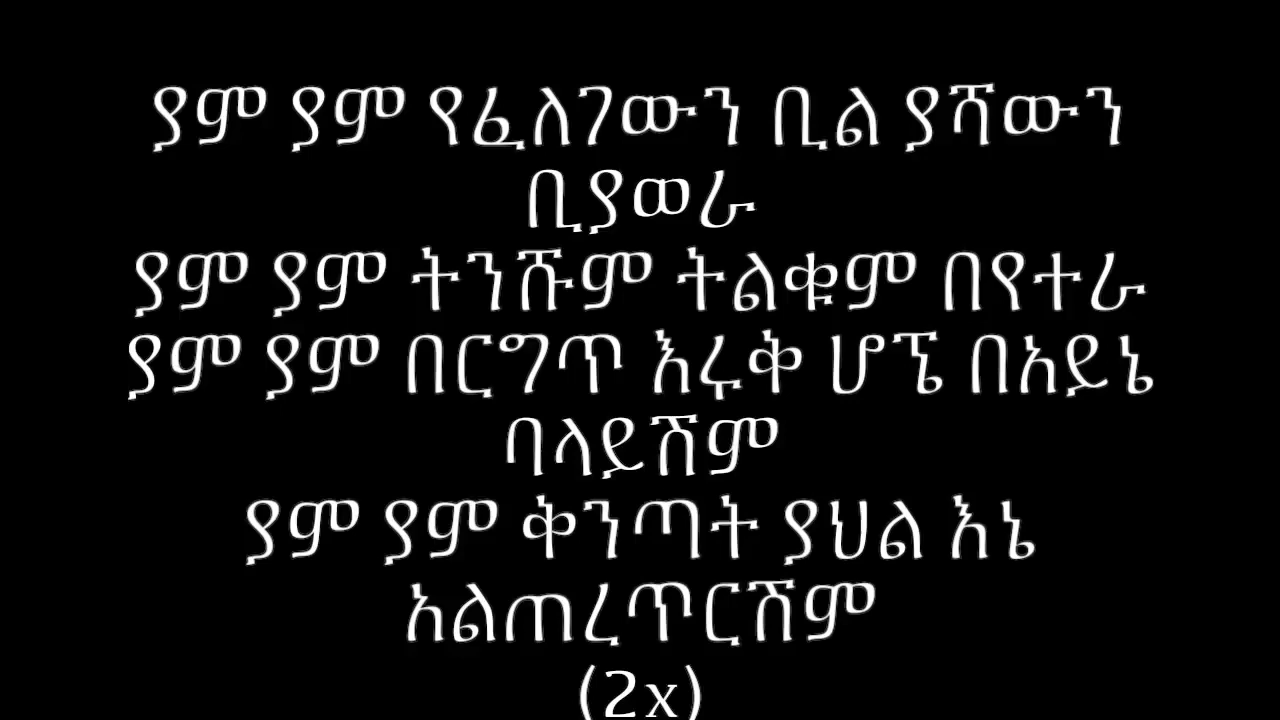 ያም ያም የፈለገውን ቢል ያሻውን
ቢያወራ
ያም ያም ትንሹም ትልቁም በየተራ
ያም ያም በርግጥ እሩቅ ሆኜ በአይኔ
ባላይሽም
ያም ያም ቅንጣት ያህል እኔ
አልጠረጥርሽም
(2x)